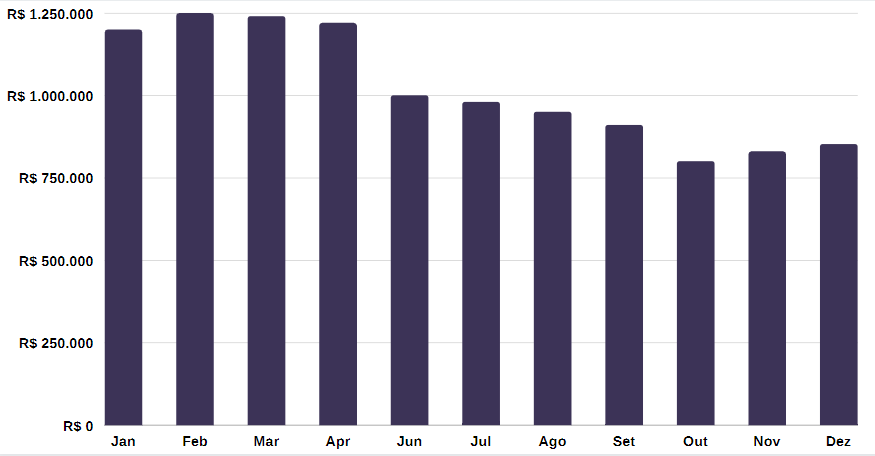 R$ 1.250.000
R$ 1.000.000
R$ 750.000
R$ 500.000
R$ 250.000
R$ 0
Jan Feb Mar Apr Jun Jul Ago Set Out Nov Dez